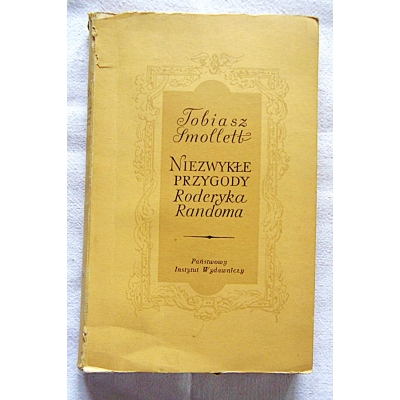 Tobiasz
Smollett
NIEZWYKŁE
PRZYGODY
Roderyka
Randoma
Państwowy
Instytut Wydawniczy